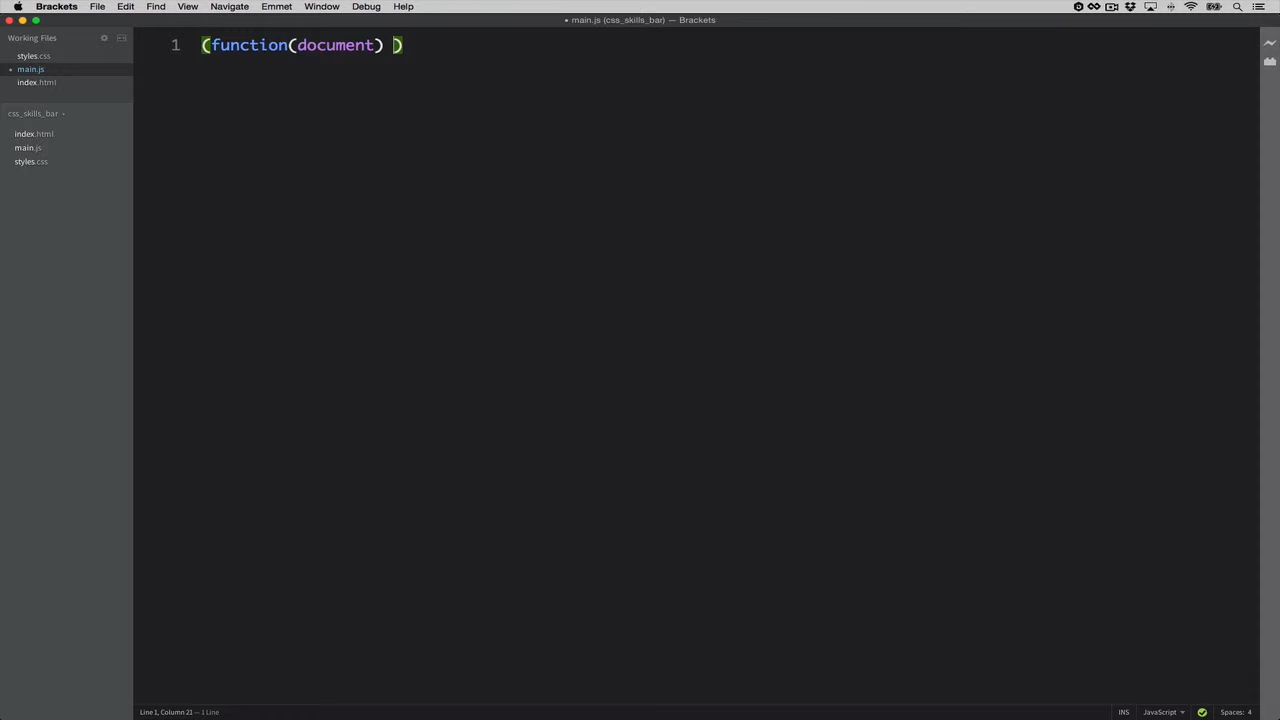 Brackets File Edit Find View Navigate Emmet Window Debug Help
• main.js (css_skills_bar) — Brackets
Working Files
styles.css
• main.js
index.html
css_skills_bar
index.html
main.js
styles.css
1 (function(document) )
Line 1, Column 21 — 1 Line
INS JavaScript Spaces: 4